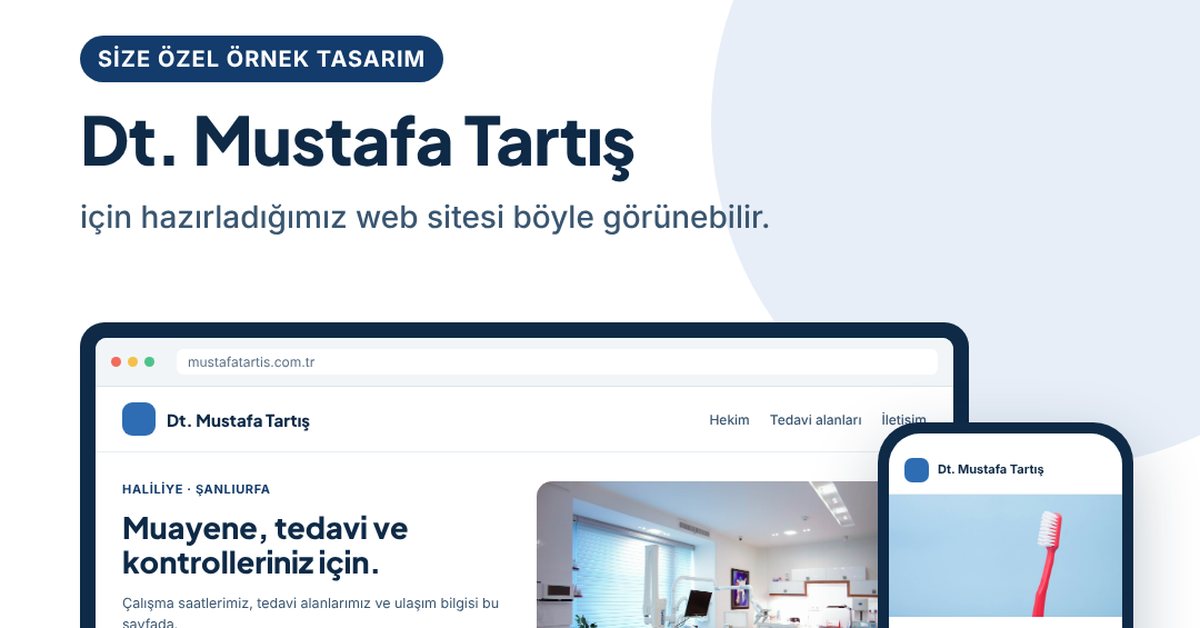 SİZE ÖZEL ÖRNEK TASARIM
Dt. Mustafa Tartış
için hazırladığımız web sitesi böyle görünebilir.
mustafatartis.com.tr
Dt. Mustafa Tartış
Hekim Tedavi alanları İletişim
Dt. Mustafa Tartış
HALİLİYE · ŞANLIURFA
Muayene, tedavi ve
kontrolleriniz için.
Çalışma saatlerimiz, tedavi alanlarımız ve ulaşım bilgisi bu
sayfada.